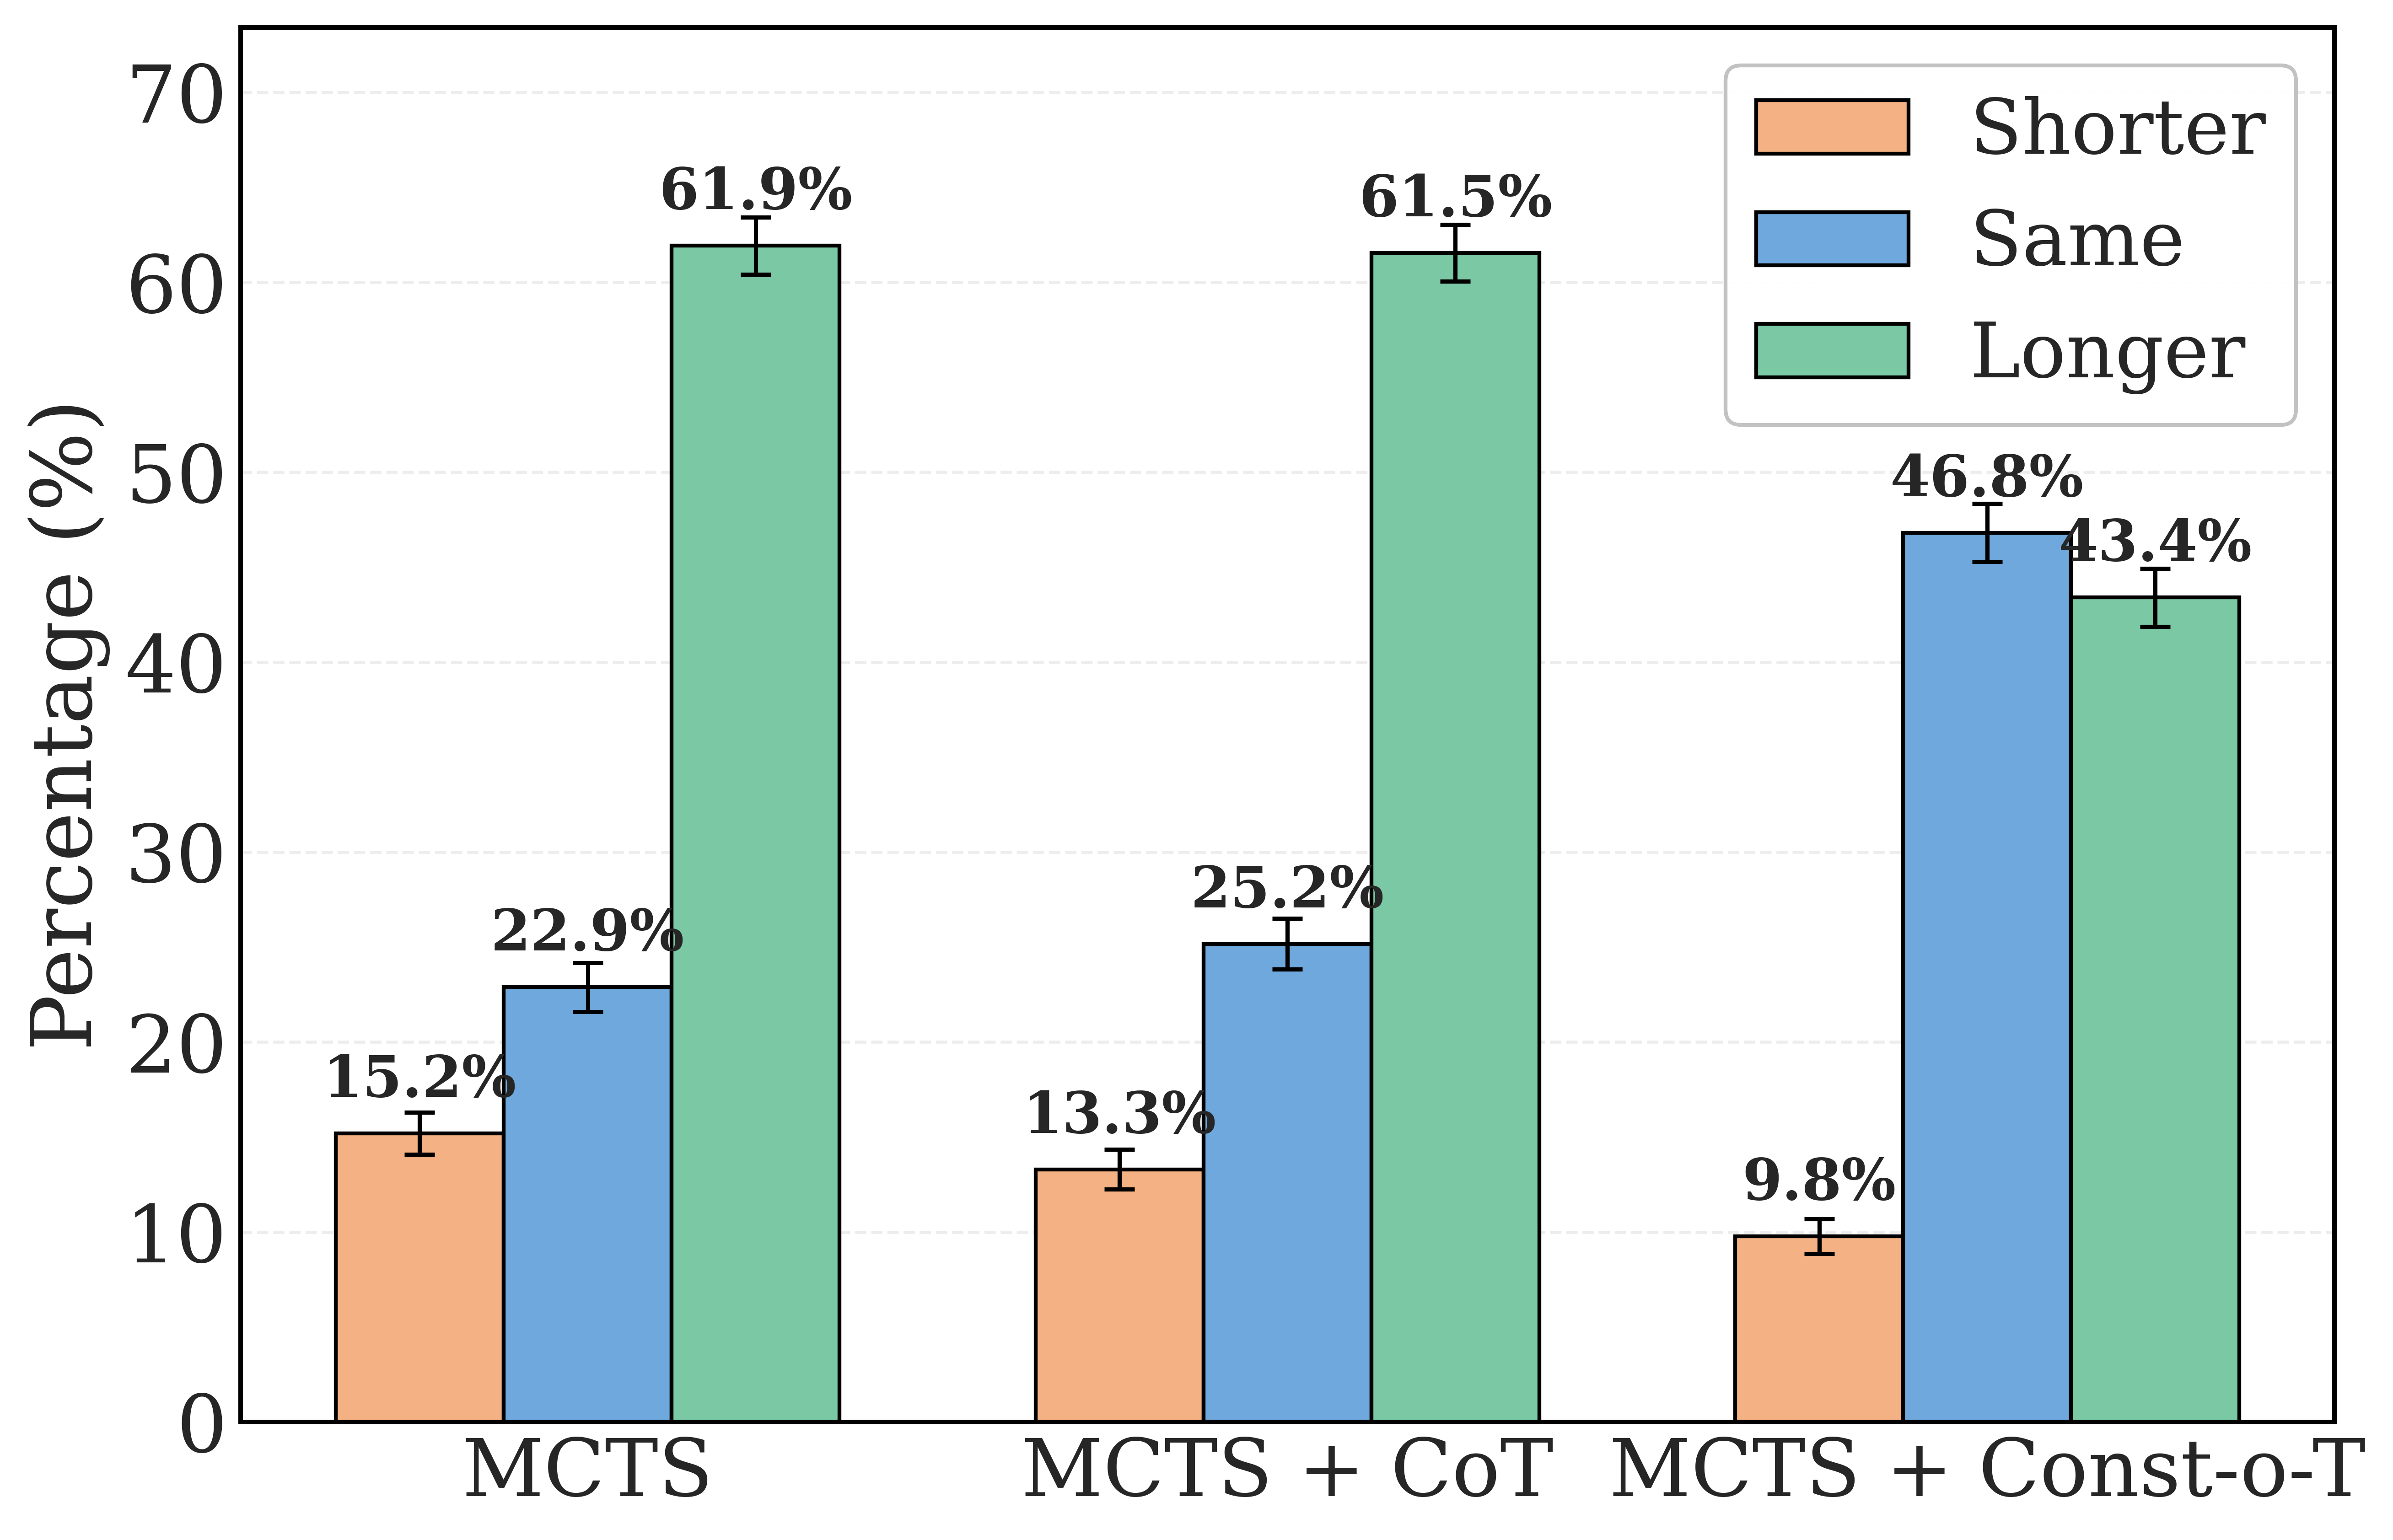 Percentage (%)
70
60
50
40
30
20
10
0
61.9%
61.5%
46.8%
43.4%
22.9%
25.2%
15.2%
13.3%
9.8%
Shorter
Same
Longer
MCTS
MCTS + CoT
MCTS + Const-o-T